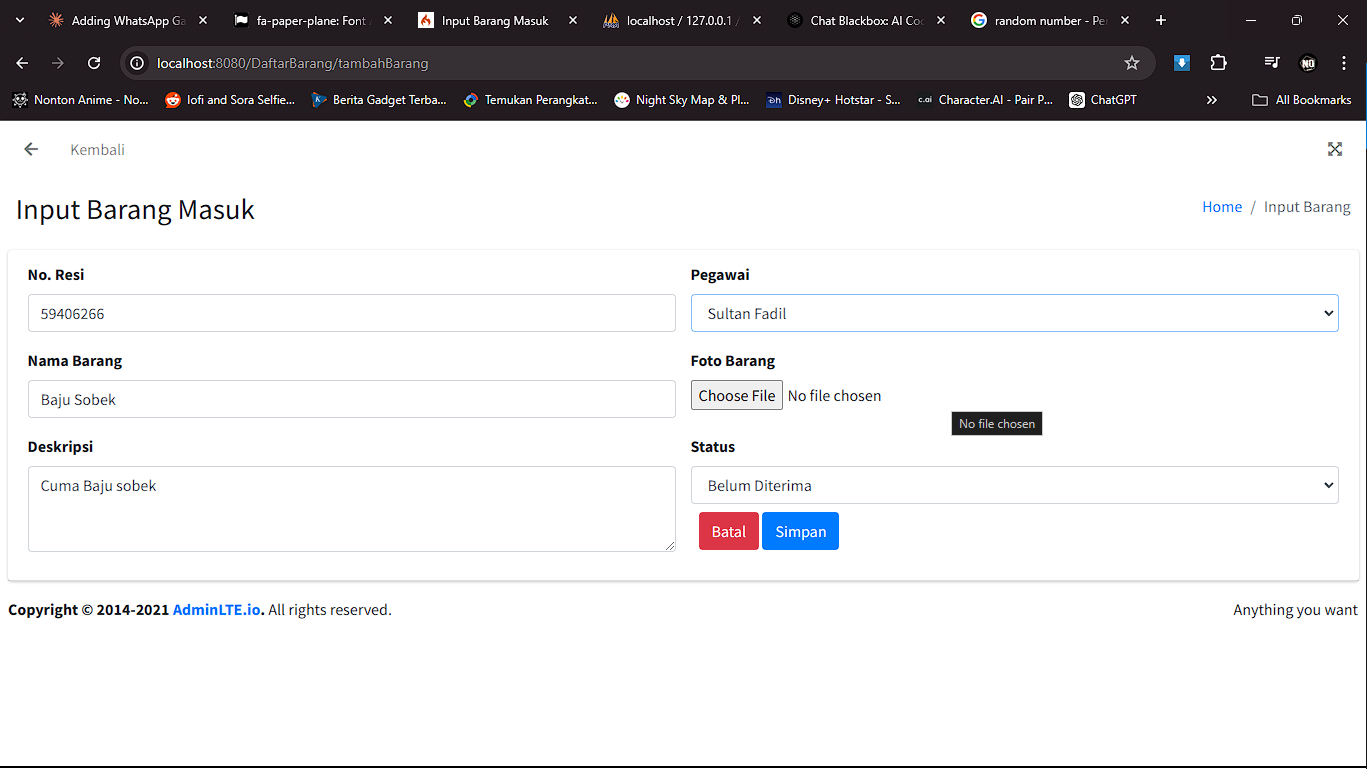 Adding WhatsApp Ga
fa-paper-plane: Font
Input Barang Masuk
localhost / 127.0.0.1 /
Chat Blackbox: AI Co
random number - Pe
localhost:8080/DaftarBarang/tambahBarang
NO
Nonton Anime - No...
lofi and Sora Selfie...
Berita Gadget Terba...
Temukan Perangkat...
Night Sky Map & Pl...
Disney+ Hotstar - S...
c.ai
Character.AI - Pair P...
ChatGPT
All Bookmarks
Kembali
Input Barang Masuk
Home / Input Barang
No. Resi
59406266
Nama Barang
Baju Sobek
Deskripsi
Cuma Baju sobek
Pegawai
Sultan Fadil
Foto Barang
Choose File No file chosen
No file chosen
Status
Belum Diterima
Batal Simpan
Copyright © 2014-2021 AdminLTE.io. All rights reserved.
Anything you want